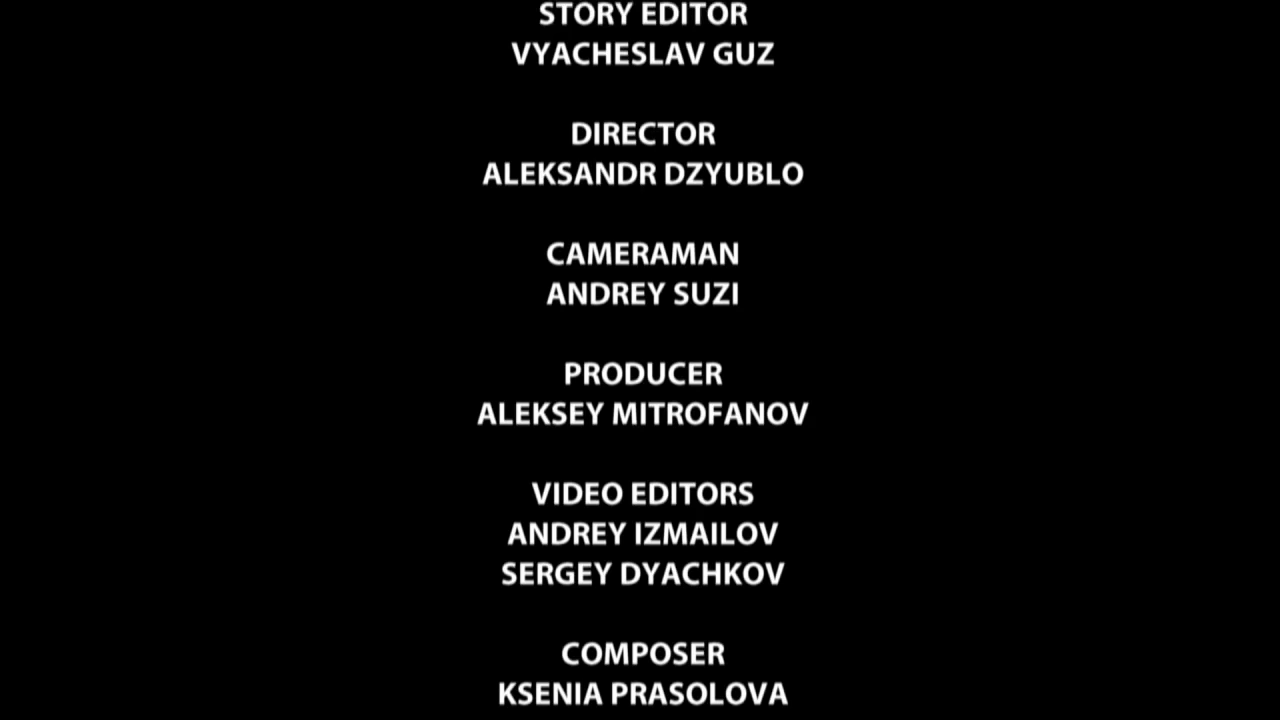 STORY EDITOR
VYACHESLAV GUZ
DIRECTOR
ALEKSANDR DZYUBLO
CAMERAMAN
ANDREY SUZI
PRODUCER
ALEKSEY MITROFANOV
VIDEO EDITORS
ANDREY IZMAILOV
SERGEY DYACHKOV
COMPOSER
KSENIA PRASOLOVA